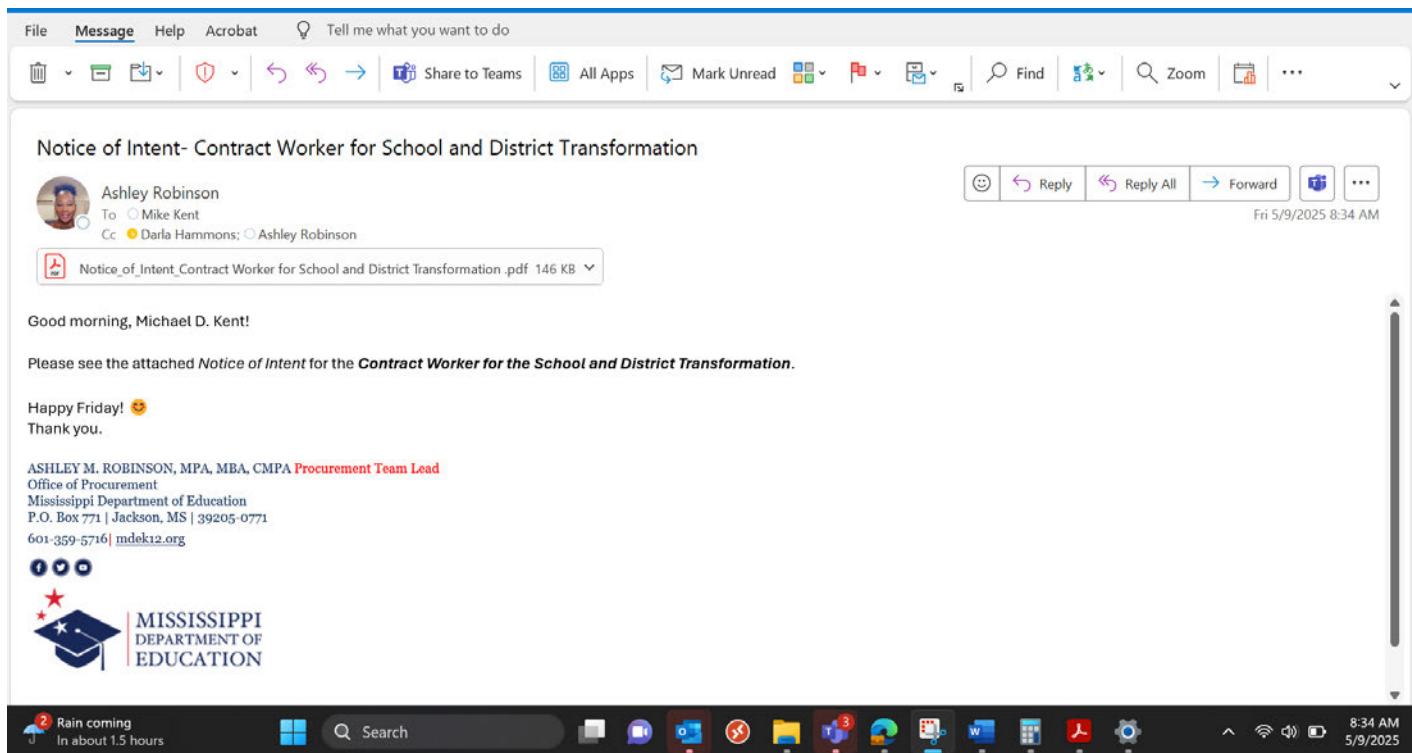 File Message Help Acrobat Tell me what you want to do
Share to Teams All Apps Mark Unread Find Zoom
Notice of Intent- Contract Worker for School and District Transformation
Ashley Robinson
To Mike Kent
Cc Darla Hammons; Ashley Robinson
Reply Reply All Forward
Fri 5/9/2025 8:34 AM
PDF Notice_of_Intent_Contract Worker for School and District Transformation .pdf 146 KB
Good morning, Michael D. Kent!
Please see the attached Notice of Intent for the Contract Worker for the School and District Transformation.
Happy Friday! 😊
Thank you.
ASHLEY M. ROBINSON, MPA, MBA, CMPA Procurement Team Lead
Office of Procurement
Mississippi Department of Education
P.O. Box 771 | Jackson, MS | 39205-0771
601-359-5716| mdek12.org
MISSISSIPPI
DEPARTMENT OF
EDUCATION
2 Rain coming
In about 1.5 hours
Search
3
8:34 AM
5/9/2025